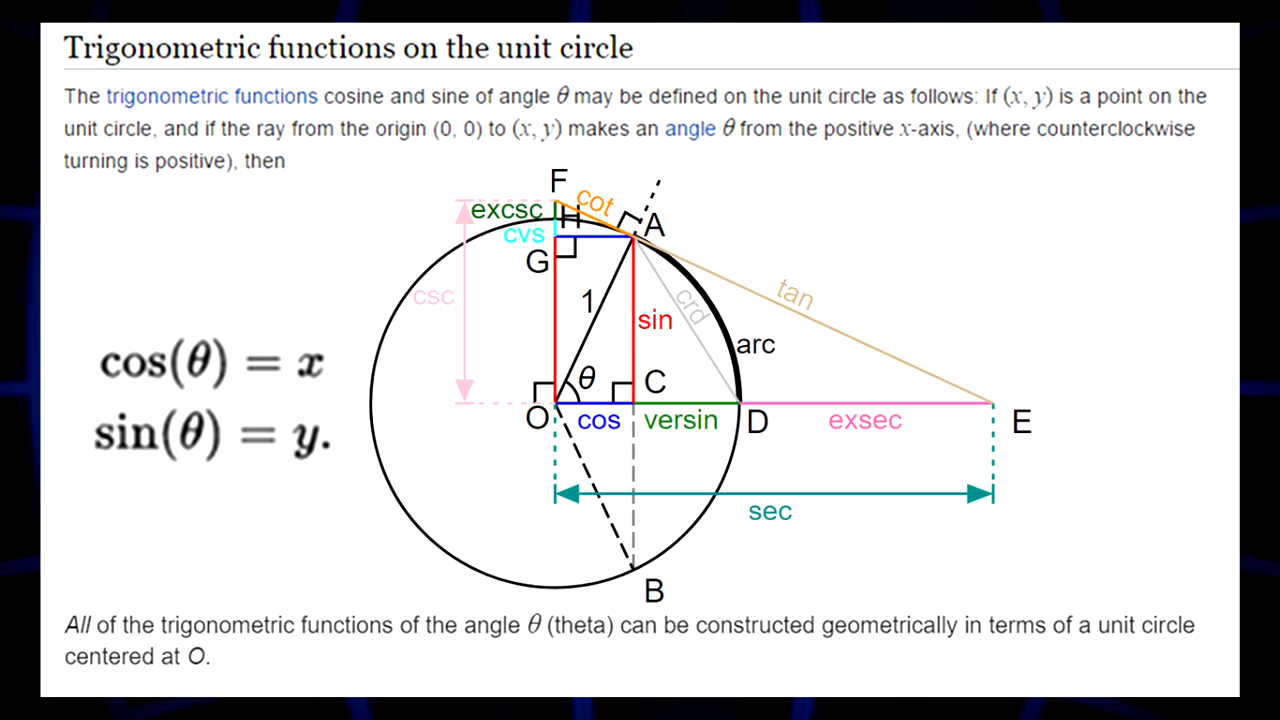 Trigonometric functions on the unit circle
The trigonometric functions cosine and sine of angle θ may be defined on the unit circle as follows: If (x, y) is a point on the
unit circle, and if the ray from the origin (0, 0) to (x, y) makes an angle θ from the positive x-axis, (where counterclockwise
turning is positive), then
F
cot
excsc
H
A
cvs
G
csc
1
tan
crd
sin
arc
cos(θ) = x
sin(θ) = y.
θ
C
O
cos
versin
D
exsec
E
sec
B
All of the trigonometric functions of the angle θ (theta) can be constructed geometrically in terms of a unit circle
centered at O.